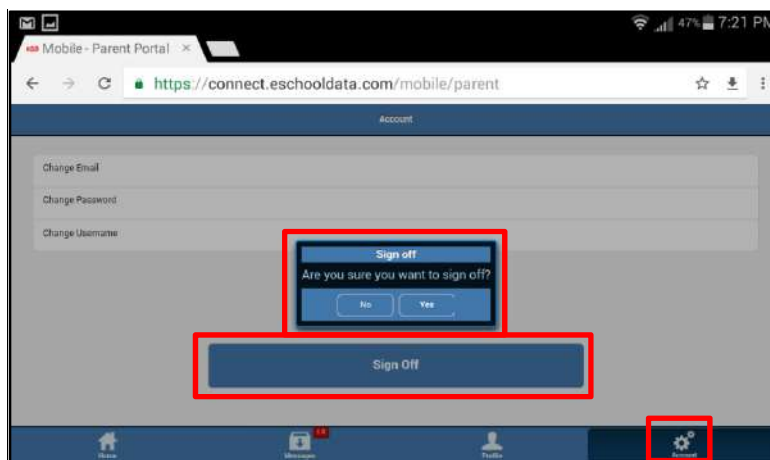 47% 7:21 PM
Mobile - Parent Portal ×
https://connect.eschooldata.com/mobile/parent
Account
Change Email
Change Password
Change Username
Sign off
Are you sure you want to sign off?
No Yes
Sign Off
Home Messages Profile Account